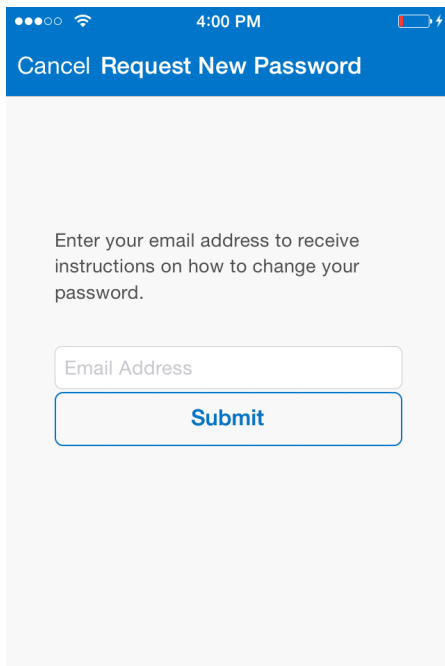 4:00 PM
Cancel Request New Password
Enter your email address to receive
instructions on how to change your
password.
Email Address
Submit